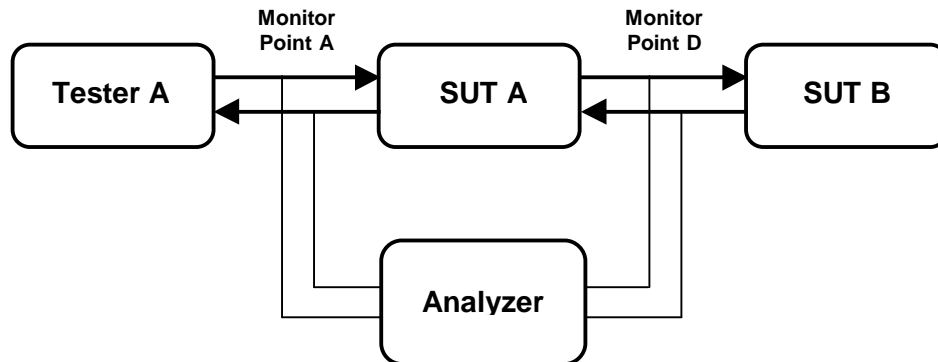 Monitor
Point A
Monitor
Point D
Tester A
SUT A
SUT B
Analyzer